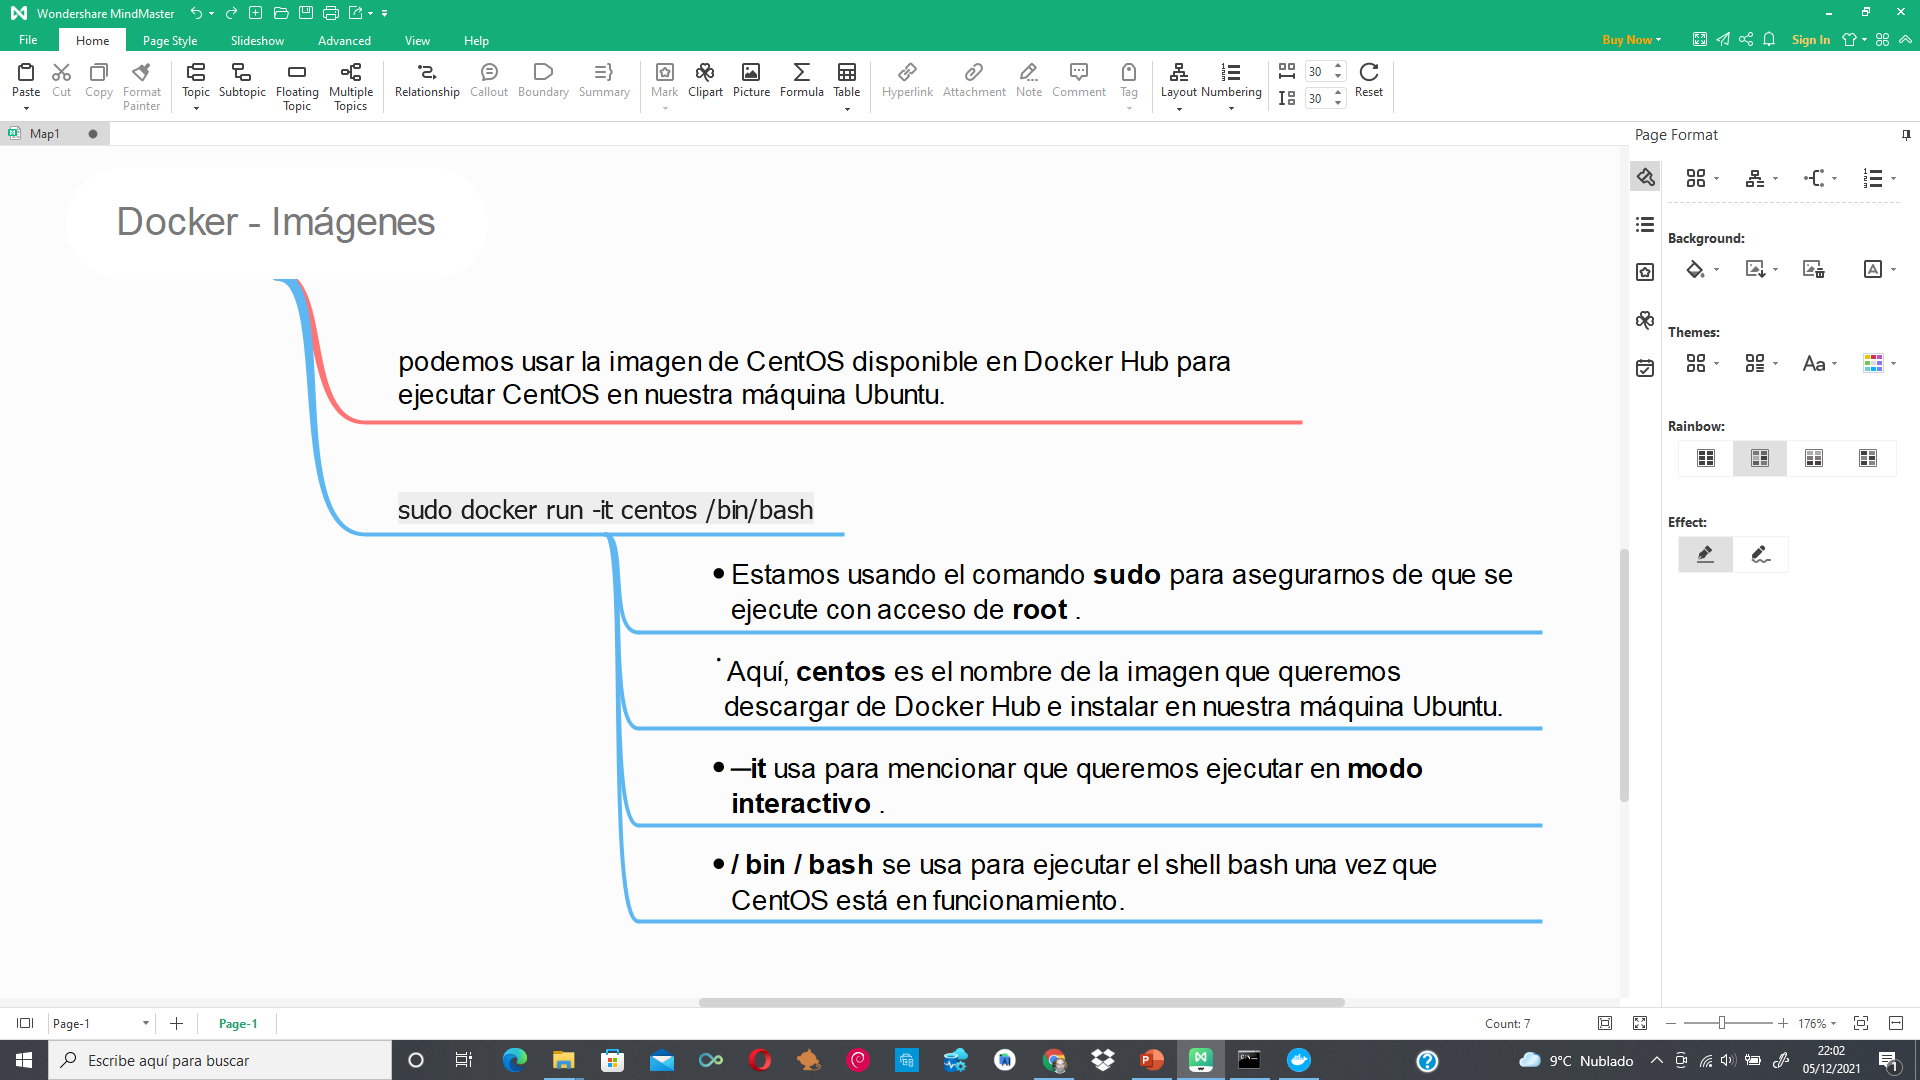 Wondershare MindMaster
File Home Page Style Slideshow Advanced View Help Buy Now Sign In
Paste Cut Copy Format Painter Topic Subtopic Floating Topic Multiple Topics Relationship Callout Boundary Summary Mark Clipart Picture Formula Table Hyperlink Attachment Note Comment Tag Layout Numbering 30 30 Reset
Map1
Page Format
Docker - Imágenes
podemos usar la imagen de CentOS disponible en Docker Hub para
ejecutar CentOS en nuestra máquina Ubuntu.
sudo docker run -it centos /bin/bash
• Estamos usando el comando sudo para asegurarnos de que se
ejecute con acceso de root .
· Aquí, centos es el nombre de la imagen que queremos
descargar de Docker Hub e instalar en nuestra máquina Ubuntu.
• –it usa para mencionar que queremos ejecutar en modo
interactivo .
• / bin / bash se usa para ejecutar el shell bash una vez que
CentOS está en funcionamiento.
Background:
Themes:
Aa
Rainbow:
Effect:
Page-1 Page-1 Count: 7 176%
Escribe aquí para buscar 9°C Nublado 22:02
05/12/2021 1